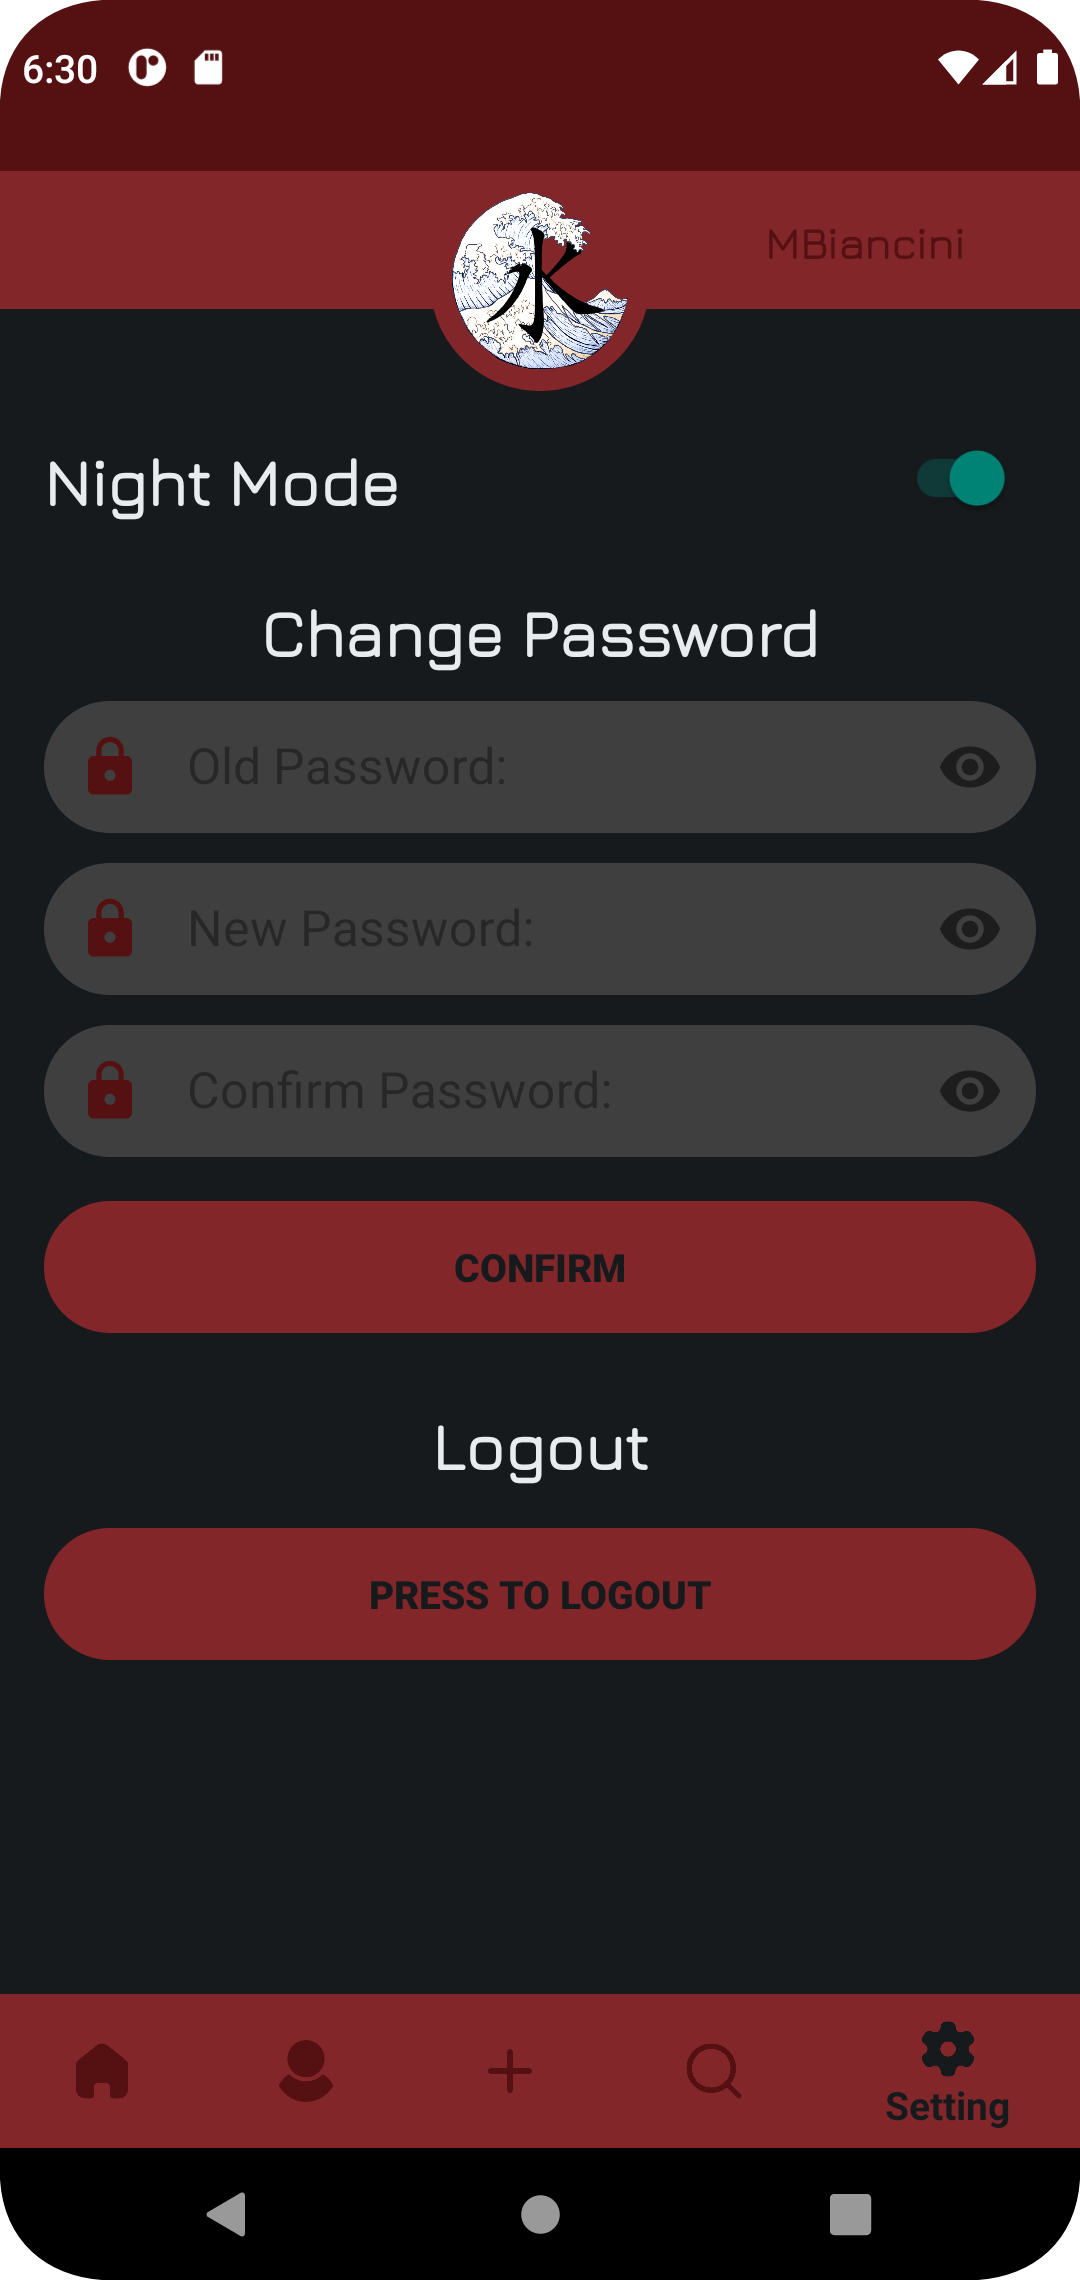 6:30
MBiancini
水
Night Mode
Change Password
Old Password:
New Password:
Confirm Password:
CONFIRM
Logout
PRESS TO LOGOUT
Setting